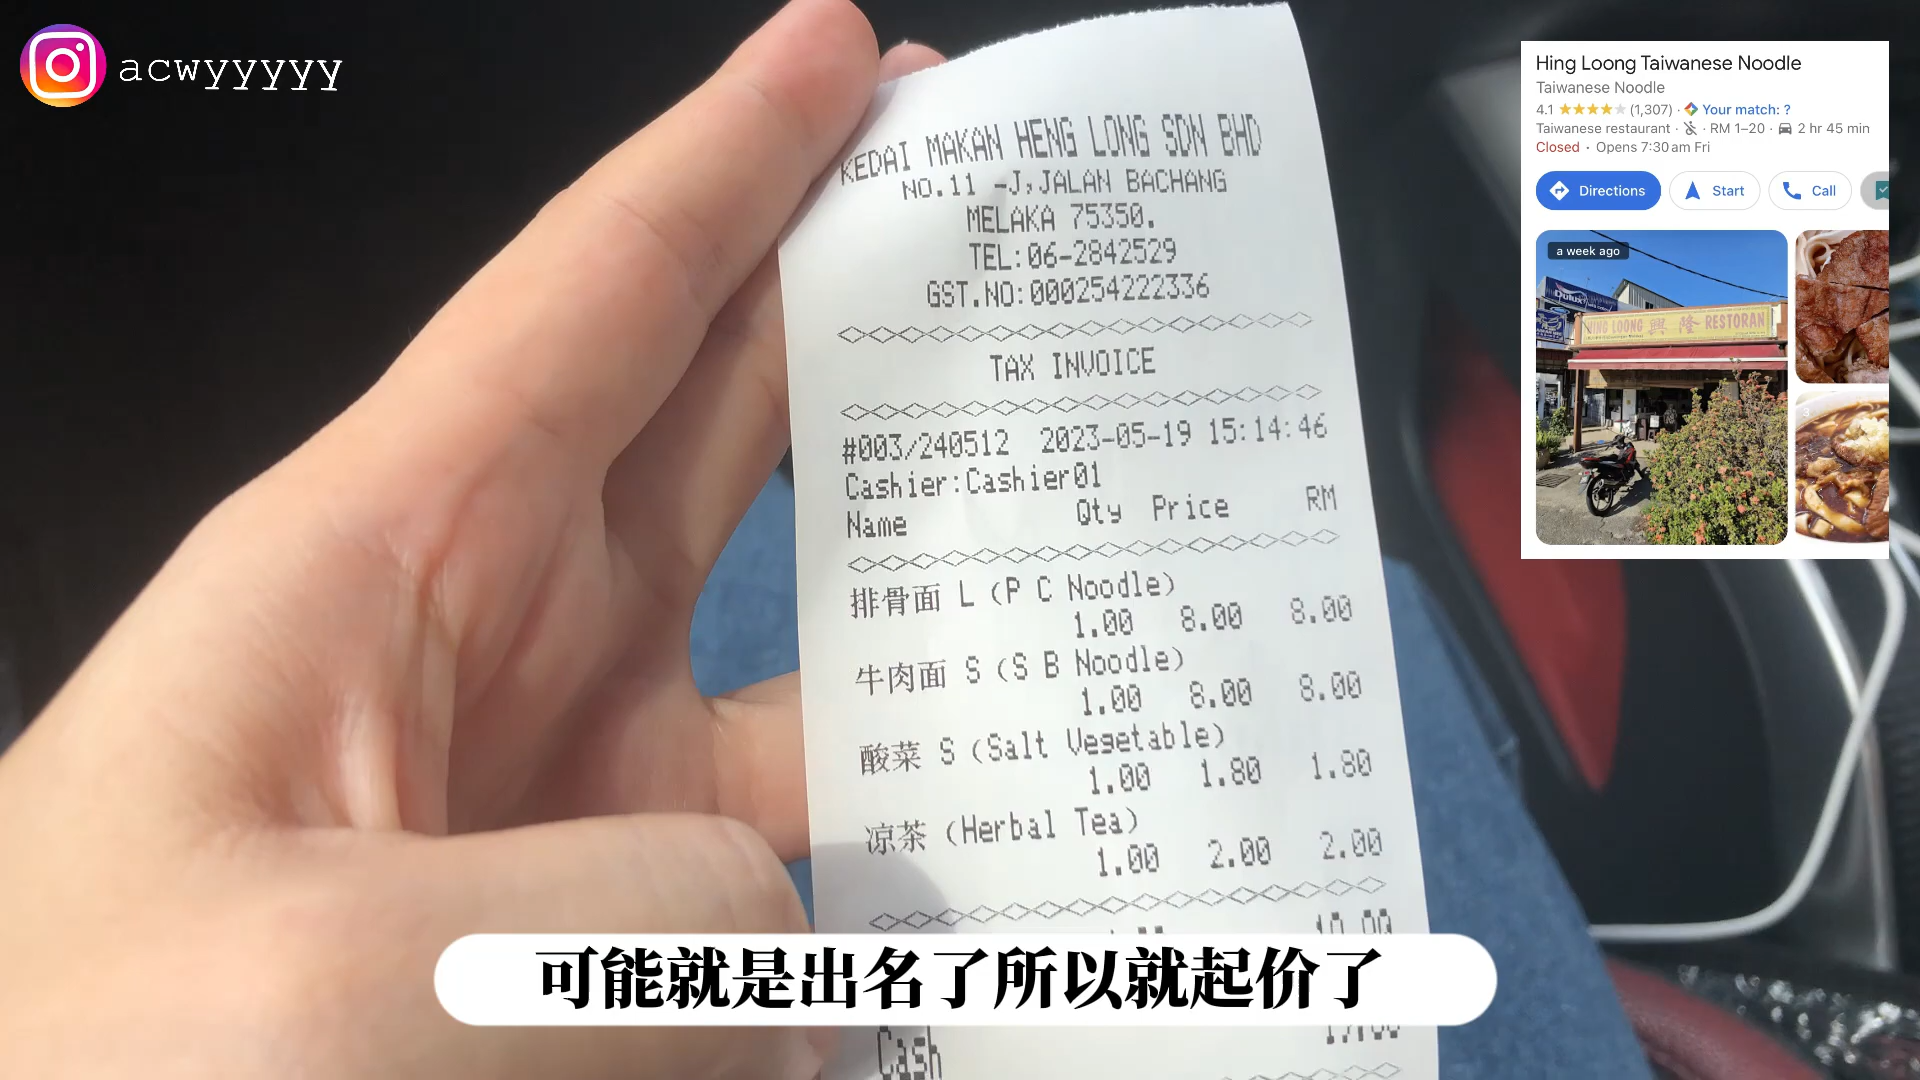 acwyyyyy
Hing Loong Taiwanese Noodle
Taiwanese Noodle
4.1 (1,307) · Your match: ?
Taiwanese restaurant · · RM 1–20 · 2 hr 45 min
Closed · Opens 7:30 am Fri
Directions
Start
Call
a week ago
Dulux
HING LOONG 興隆 RESTORAN
3
KEDAI MAKAN HENG LONG SDN BHD
NO.11 -J,JALAN BACHANG
MELAKA 75350.
TEL:06-2842529
GST.NO:000254222336
TAX INVOICE
#003/240512 2023-05-19 15:14:46
Cashier:Cashier01
Name Qty Price RM
排骨面 L (P C Noodle)
1.00 8.00 8.00
牛肉面 S (S B Noodle)
1.00 8.00 8.00
酸菜 S (Salt Vegetable)
1.00 1.80 1.80
凉茶 (Herbal Tea)
1.00 2.00 2.00
可能就是出名了所以就起价了
Cash